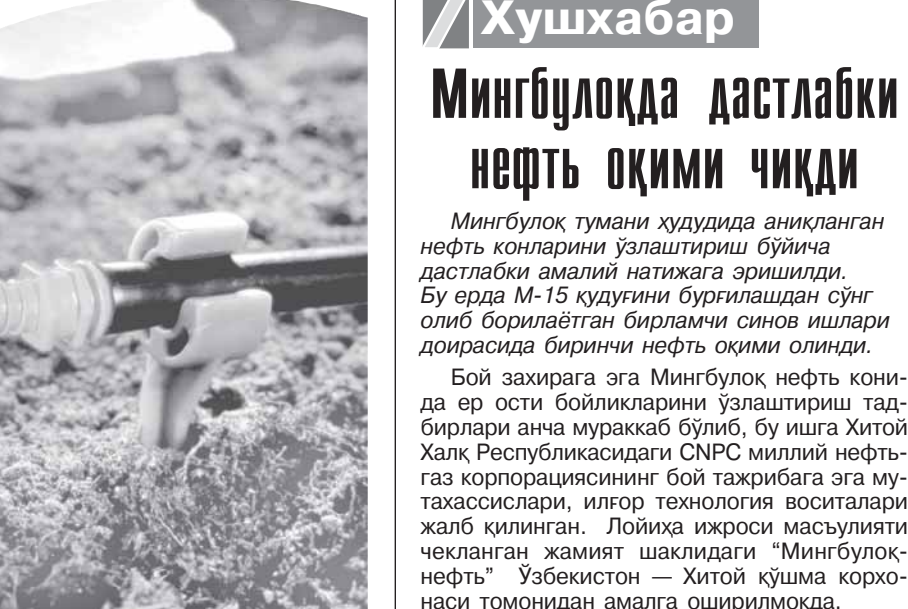 Хушхабар
Мингбулоқда дастлабки
нефть оқими чиқди
Мингбулоқ тумани ҳудудида аниқланган
нефть конларини ўзлаштириш бўйича
дастлабки амалий натижага эришилди.
Бу ерда М-15 қудуғини бурғилашдан сўнг
олиб борилаётган бирламчи синов ишлари
доирасида биринчи нефть оқими олинди.
Бой захирага эга Мингбулоқ нефть кони-
да ер ости бойликларини ўзлаштириш тад-
бирлари анча мураккаб бўлиб, бу ишга Хитой
Халқ Республикасидаги CNPC миллий нефть-
газ корпорациясининг бой тажрибага эга му-
тахассислари, илғор технология воситалари
жалб қилинган. Лойиҳа ижроси масъулияти
чекланган жамият шаклидаги “Мингбулоқ-
нефть” Ўзбекистон — Хитой қўшма корхо-
наси томонидан амалга оширилмоқда.